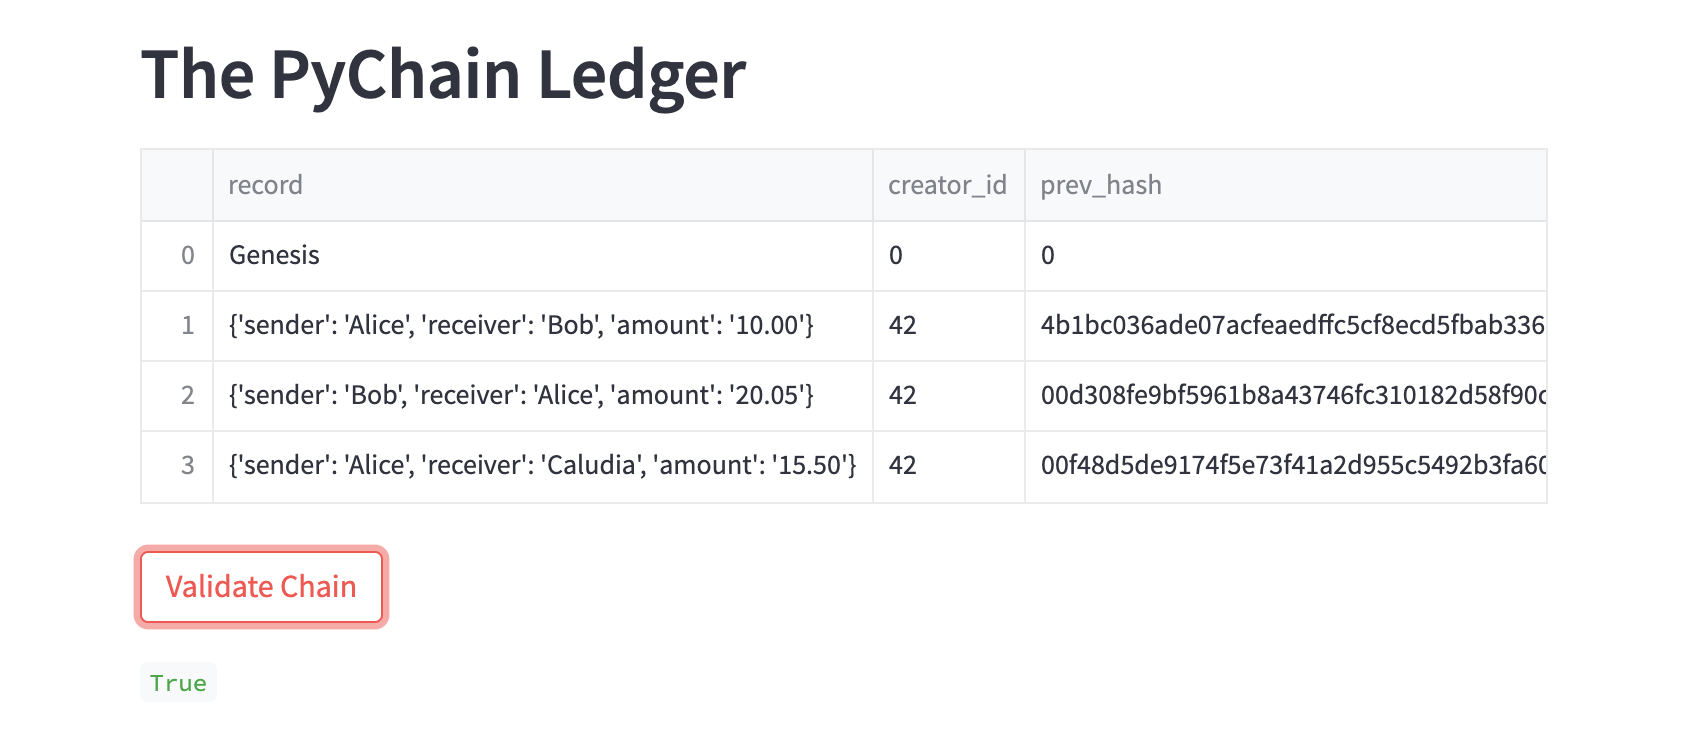 The PyChain Ledger
record creator_id prev_hash
0 Genesis 0 0
1 {'sender': 'Alice', 'receiver': 'Bob', 'amount': '10.00'} 42 4b1bc036ade07acfeaedffc5cf8ecd5fbab336
2 {'sender': 'Bob', 'receiver': 'Alice', 'amount': '20.05'} 42 00d308fe9bf5961b8a43746fc310182d58f90c
3 {'sender': 'Alice', 'receiver': 'Caludia', 'amount': '15.50'} 42 00f48d5de9174f5e73f41a2d955c5492b3fa60
Validate Chain
True